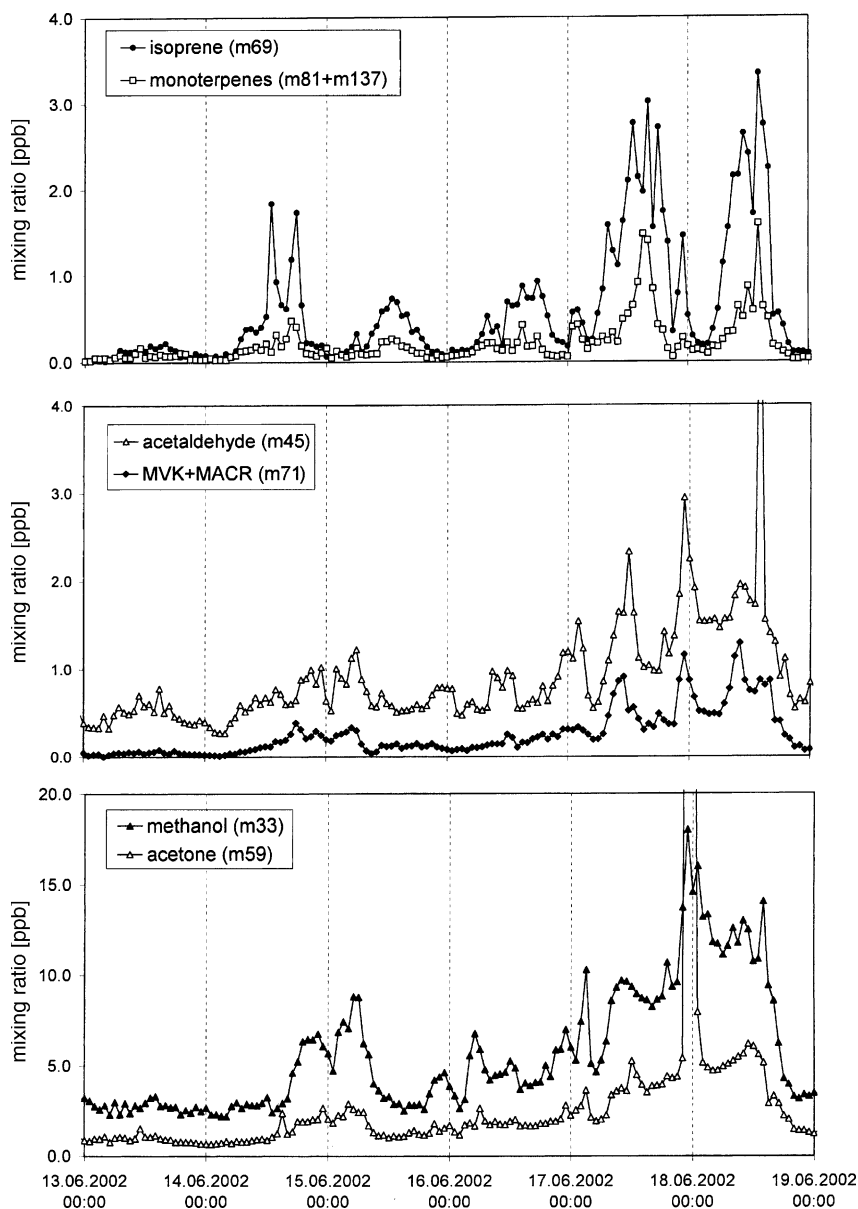 4.0
3.0
2.0
1.0
0.0
mixing ratio [ppb]
isoprene (m69)
monoterpenes (m81+m137)
4.0
3.0
2.0
1.0
0.0
mixing ratio [ppb]
acetaldehyde (m45)
MVK+MACR (m71)
20.0
15.0
10.0
5.0
0.0
mixing ratio [ppb]
methanol (m33)
acetone (m59)
13.06.2002 14.06.2002 15.06.2002 16.06.2002 17.06.2002 18.06.2002 19.06.2002
00:00 00:00 00:00 00:00 00:00 00:00 00:00